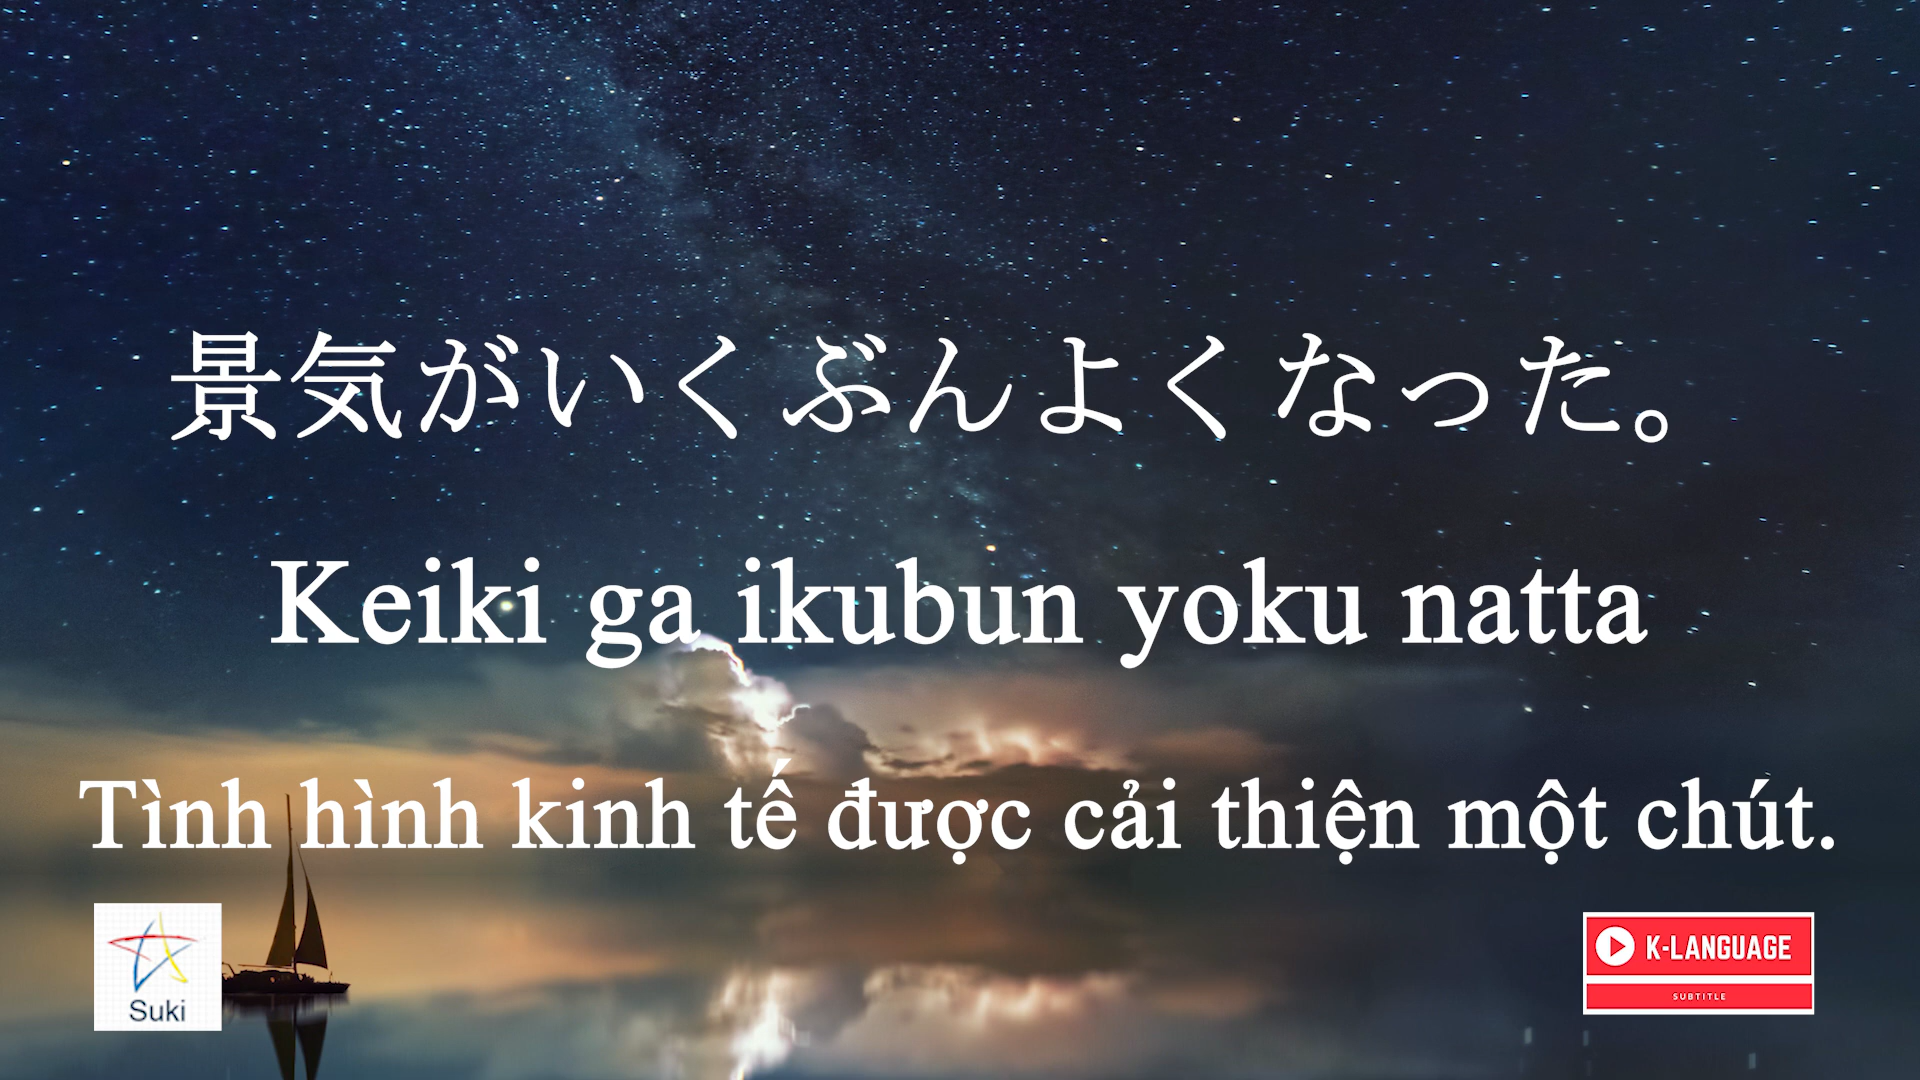 景気がいくぶんよくなった。
Keiki ga ikubun yoku natta
Tình hình kinh tế được cải thiện một chút.
Suki
K-LANGUAGE
SUBTITLE